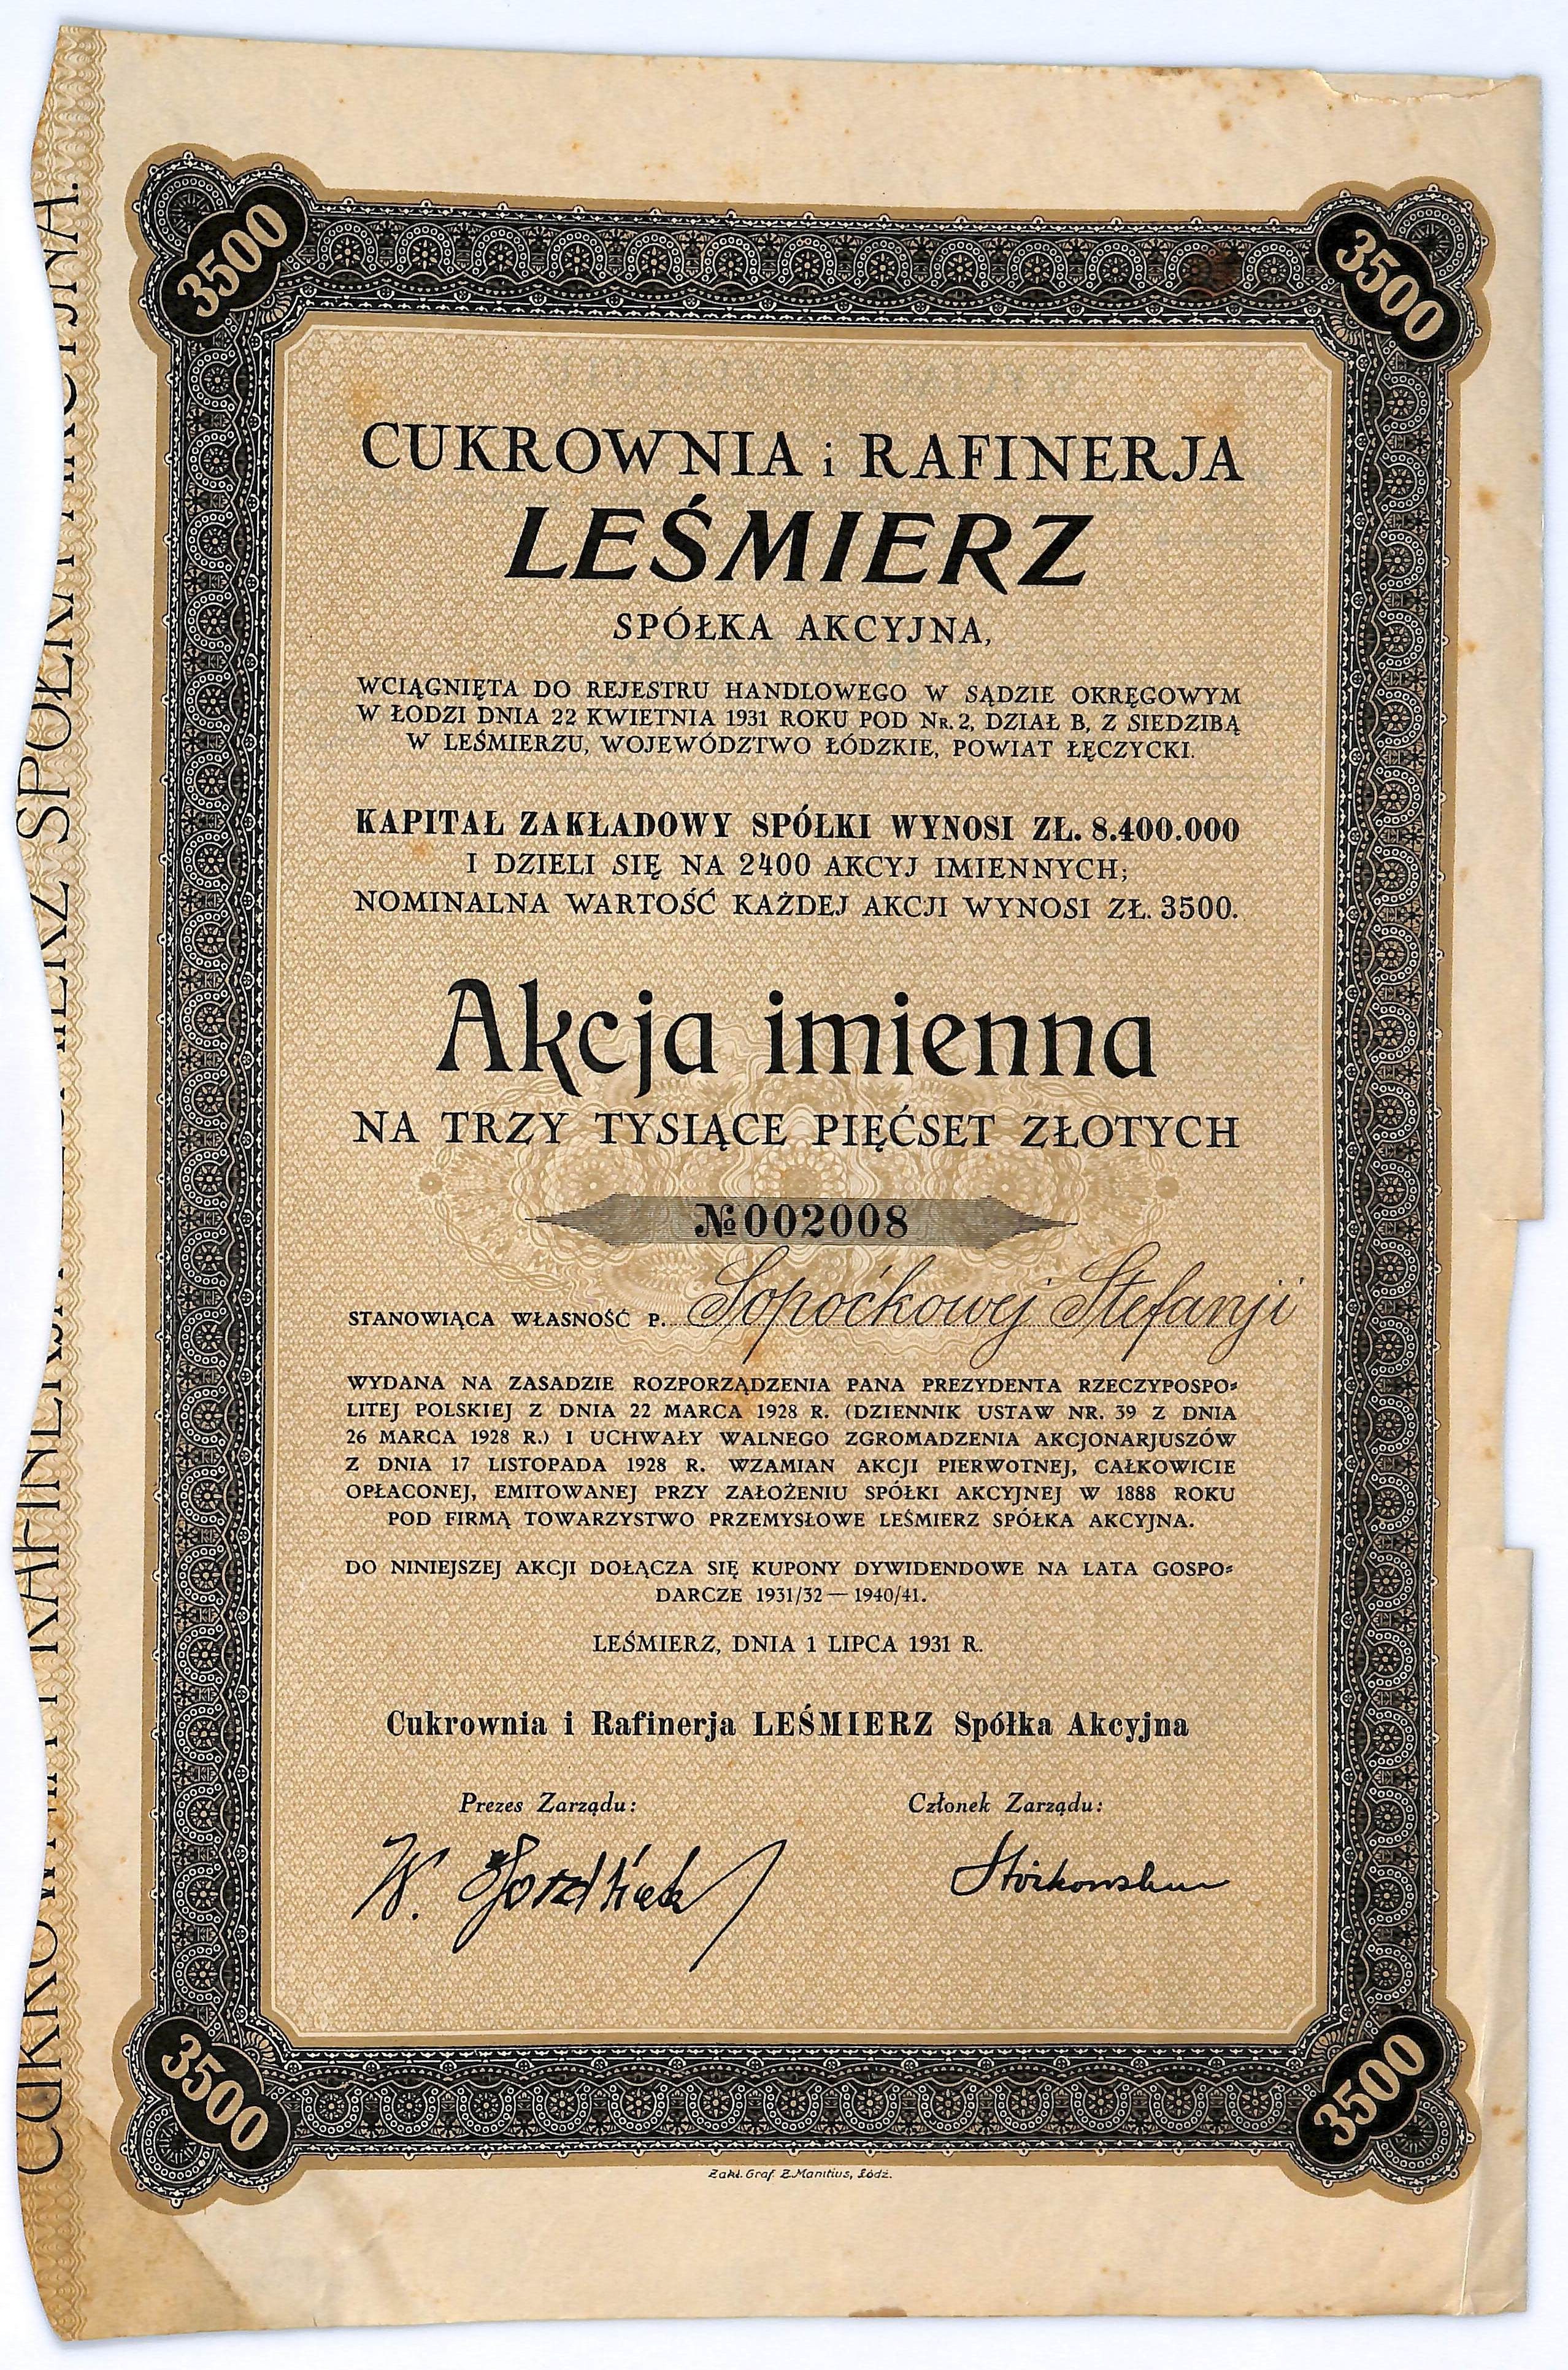 3500
3500
CUKROWNIA i RAFINERJA
LEŚMIERZ
SPÓŁKA AKCYJNA,
WCIĄGNIĘTA DO REJESTRU HANDLOWEGO W SĄDZIE OKRĘGOWYM
W ŁODZI DNIA 22 KWIETNIA 1931 ROKU POD NR. 2, DZIAŁ B, Z SIEDZIBĄ
W LEŚMIERZU, WOJEWÓDZTWO ŁÓDZKIE, POWIAT ŁĘCZYCKI.
KAPITAŁ ZAKŁADOWY SPÓŁKI WYNOSI ZŁ. 8.400.000
I DZIELI SIĘ NA 2400 AKCYJ IMIENNYCH;
NOMINALNA WARTOŚĆ KAŻDEJ AKCJI WYNOSI ZŁ. 3500.
Akcja imienna
NA TRZY TYSIĄCE PIĘĆSET ZŁOTYCH
№002008
STANOWIĄCA WŁASNOŚĆ P. Sopoćkowej Stefanji
WYDANA NA ZASADZIE ROZPORZĄDZENIA PANA PREZYDENTA RZECZYPOSPO=
LITEJ POLSKIEJ Z DNIA 22 MARCA 1928 R. (DZIENNIK USTAW NR. 39 Z DNIA
26 MARCA 1928 R.) I UCHWAŁY WALNEGO ZGROMADZENIA AKCJONARJUSZÓW
Z DNIA 17 LISTOPADA 1928 R. WZAMIAN AKCJI PIERWOTNEJ, CAŁKOWICIE
OPŁACONEJ, EMITOWANEJ PRZY ZAŁOŻENIU SPÓŁKI AKCYJNEJ W 1888 ROKU
POD FIRMĄ TOWARZYSTWO PRZEMYSŁOWE LEŚMIERZ SPÓŁKA AKCYJNA.
DO NINIEJSZEJ AKCJI DOŁĄCZA SIĘ KUPONY DYWIDENDOWE NA LATA GOSPO=
DARCZE 1931/32 — 1940/41.
LEŚMIERZ, DNIA 1 LIPCA 1931 R.
Cukrownia i Rafinerja LEŚMIERZ Spółka Akcyjna
Prezes Zarządu:
Członek Zarządu:
W.
3500
3500
Zakł. Graf. Z. Manitius, Łódź.